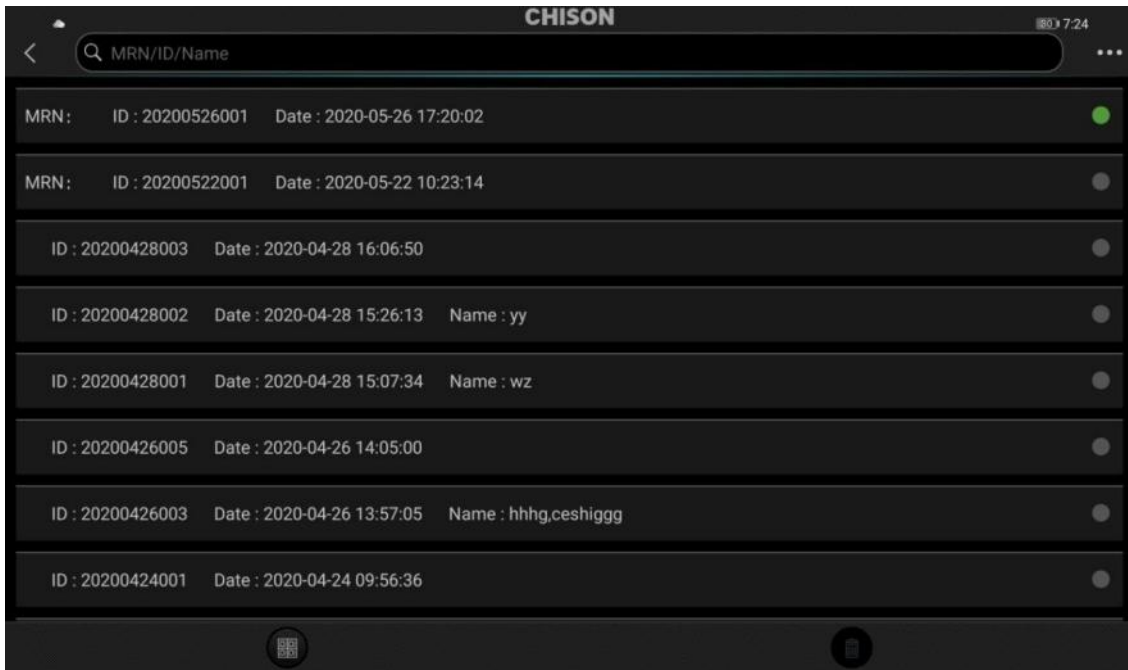 CHISON
80 7:24
MRN/ID/Name
MRN: ID : 20200526001 Date : 2020-05-26 17:20:02
MRN: ID : 20200522001 Date : 2020-05-22 10:23:14
ID : 20200428003 Date : 2020-04-28 16:06:50
ID : 20200428002 Date : 2020-04-28 15:26:13 Name : yy
ID : 20200428001 Date : 2020-04-28 15:07:34 Name : wz
ID : 20200426005 Date : 2020-04-26 14:05:00
ID : 20200426003 Date : 2020-04-26 13:57:05 Name : hhhg,ceshiggg
ID : 20200424001 Date : 2020-04-24 09:56:36